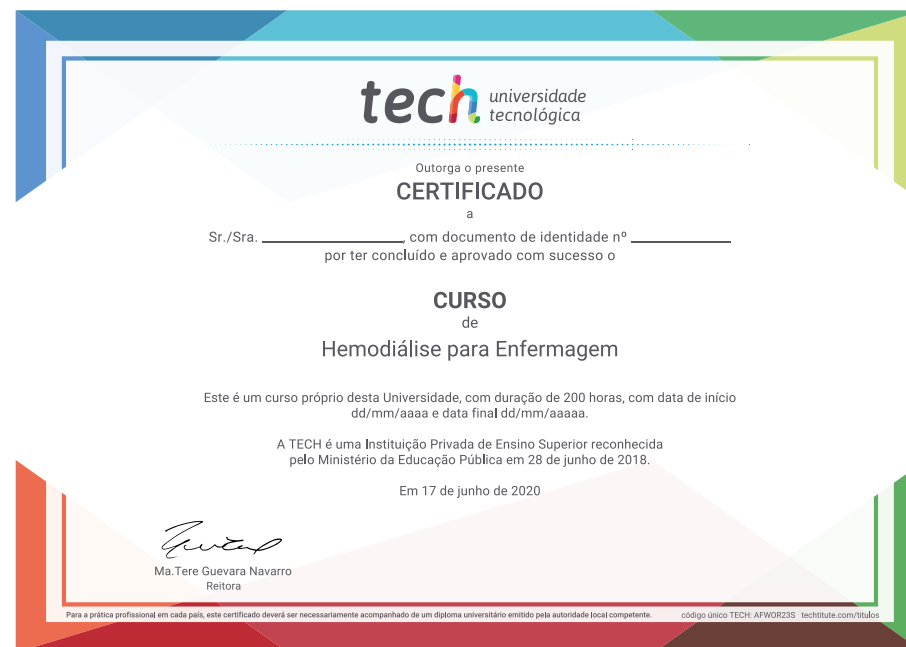 tech universidade
tecnológica
Outorga o presente
CERTIFICADO
a
Sr./Sra. ________________, com documento de identidade nº ____________
por ter concluído e aprovado com sucesso o
CURSO
de
Hemodiálise para Enfermagem
Este é um curso próprio desta Universidade, com duração de 200 horas, com data de início
dd/mm/aaaa e data final dd/mm/aaaaa.
A TECH é uma Instituição Privada de Ensino Superior reconhecida
pelo Ministério da Educação Pública em 28 de junho de 2018.
Em 17 de junho de 2020
Ma.Tere Guevara Navarro
Reitora
Para a prática profissional em cada país, este certificado deverá ser necessariamente acompanhado de um diploma universitário emitido pela autoridade local competente. código único TECH: AFWOR23S techtitute.com/titulos